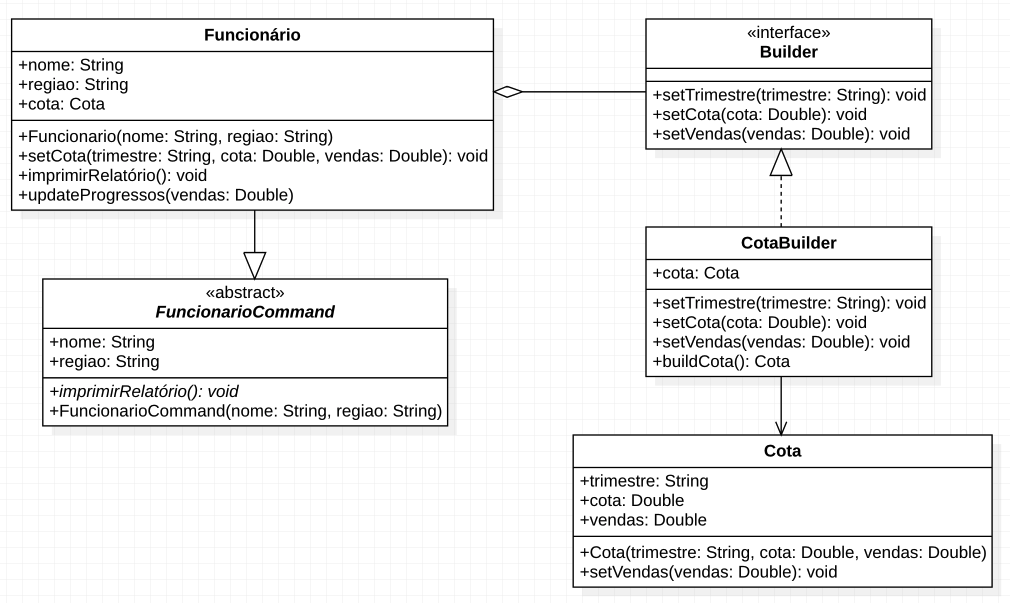 Funcionário
+nome: String
+regiao: String
+cota: Cota
+Funcionario(nome: String, regiao: String)
+setCota(trimestre: String, cota: Double, vendas: Double): void
+imprimirRelatório(): void
+updateProgressos(vendas: Double)
«interface»
Builder
+setTrimestre(trimestre: String): void
+setCota(cota: Double): void
+setVendas(vendas: Double): void
«abstract»
FuncionarioCommand
+nome: String
+regiao: String
+imprimirRelatório(): void
+FuncionarioCommand(nome: String, regiao: String)
CotaBuilder
+cota: Cota
+setTrimestre(trimestre: String): void
+setCota(cota: Double): void
+setVendas(vendas: Double): void
+buildCota(): Cota
Cota
+trimestre: String
+cota: Double
+vendas: Double
+Cota(trimestre: String, cota: Double, vendas: Double)
+setVendas(vendas: Double): void